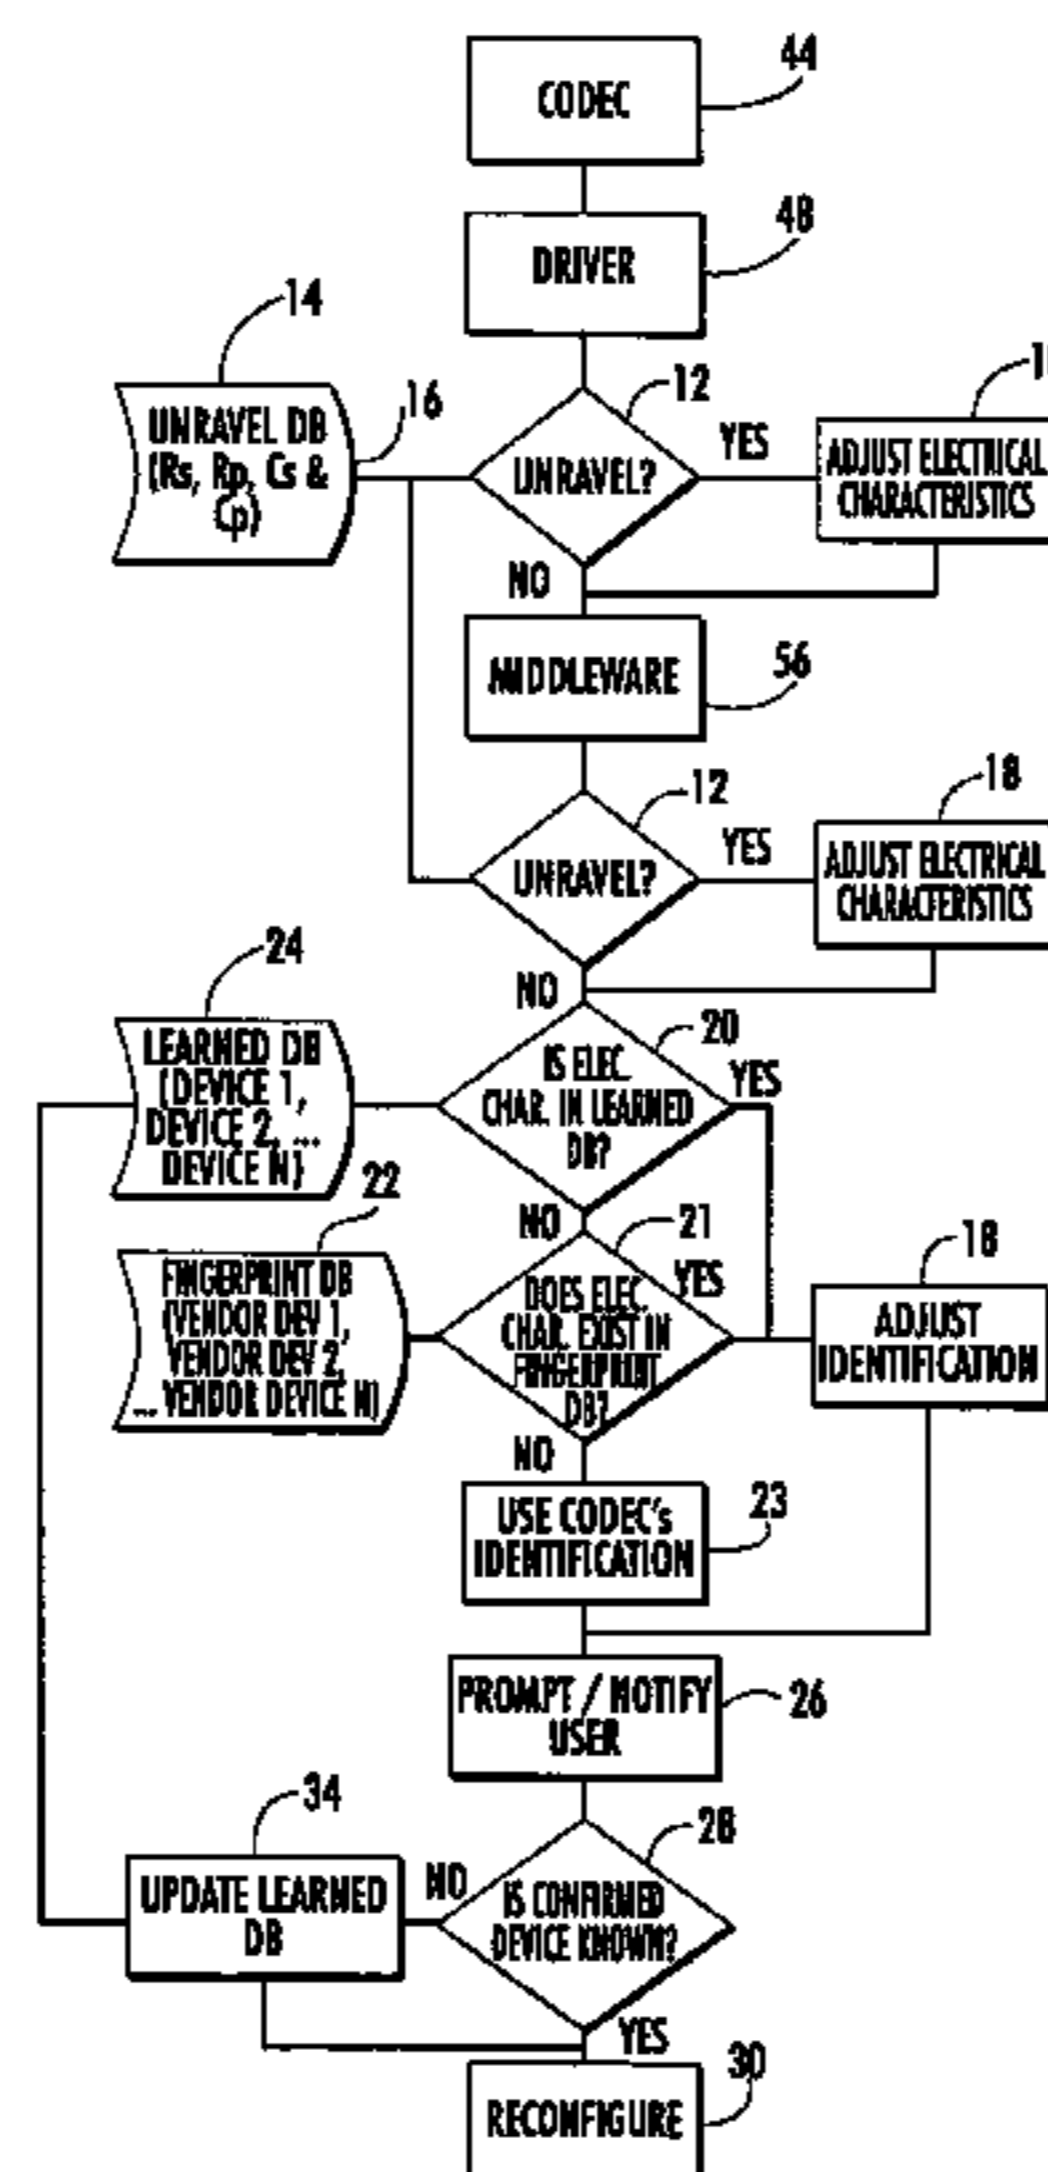 44
CODEC
48
DRIVER
14
12
16
YES
UNRAVEL DB
(Rs, Rp, Cs &
Cp)
UNRAVEL?
ADJUST ELECTRICAL
CHARACTERISTICS
NO
MIDDLEWARE
56
12
18
YES
UNRAVEL?
ADJUST ELECTRICAL
CHARACTERISTICS
24
NO
20
LEARNED DB
(DEVICE 1,
DEVICE 2, ...
DEVICE N)
IS ELEC.
CHAR. IN LEARNED
DB?
YES
22
NO
21
YES
18
FINGERPRINT DB
(VENDOR DEV 1,
VENDOR DEV 2,
... VENDOR DEVICE N)
DOES ELEC.
CHAR. EXIST IN
FINGERPRINT
DB?
ADJUST
IDENTIFICATION
NO
USE CODEC's
IDENTIFICATION
23
PROMPT / NOTIFY
USER
26
34
28
UPDATE LEARNED
DB
NO
IS CONFIRMED
DEVICE KNOWN?
YES
30
RECONFIGURE